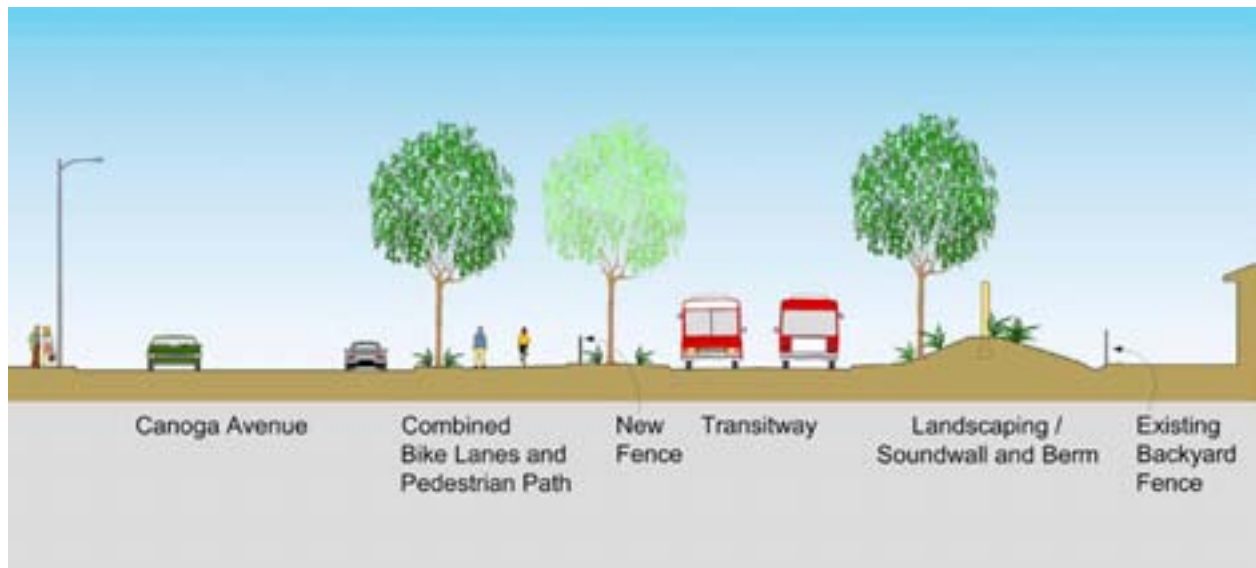 Canoga Avenue
Combined
Bike Lanes and
Pedestrian Path
New
Fence
Transitway
Landscaping /
Soundwall and Berm
Existing
Backyard
Fence